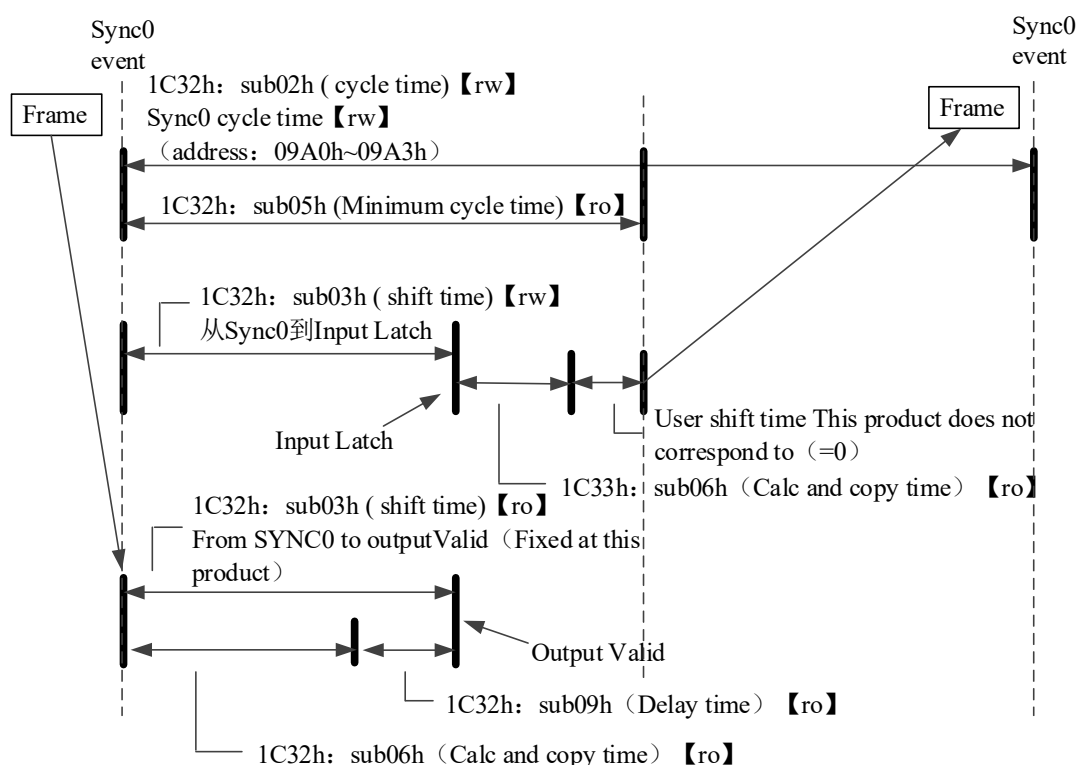 Sync0
event
Sync0
event
1C32h：sub02h ( cycle time)【rw】
Frame
Frame
Sync0 cycle time【rw】
（address：09A0h~09A3h）
1C32h：sub05h (Minimum cycle time)【ro】
1C32h：sub03h ( shift time)【rw】
从Sync0到Input Latch
Input Latch
User shift time This product does not
correspond to（=0）
1C33h：sub06h（Calc and copy time）【ro】
1C32h：sub03h ( shift time)【ro】
From SYNC0 to outputValid（Fixed at this
product）
Output Valid
1C32h：sub09h（Delay time）【ro】
1C32h：sub06h（Calc and copy time）【ro】